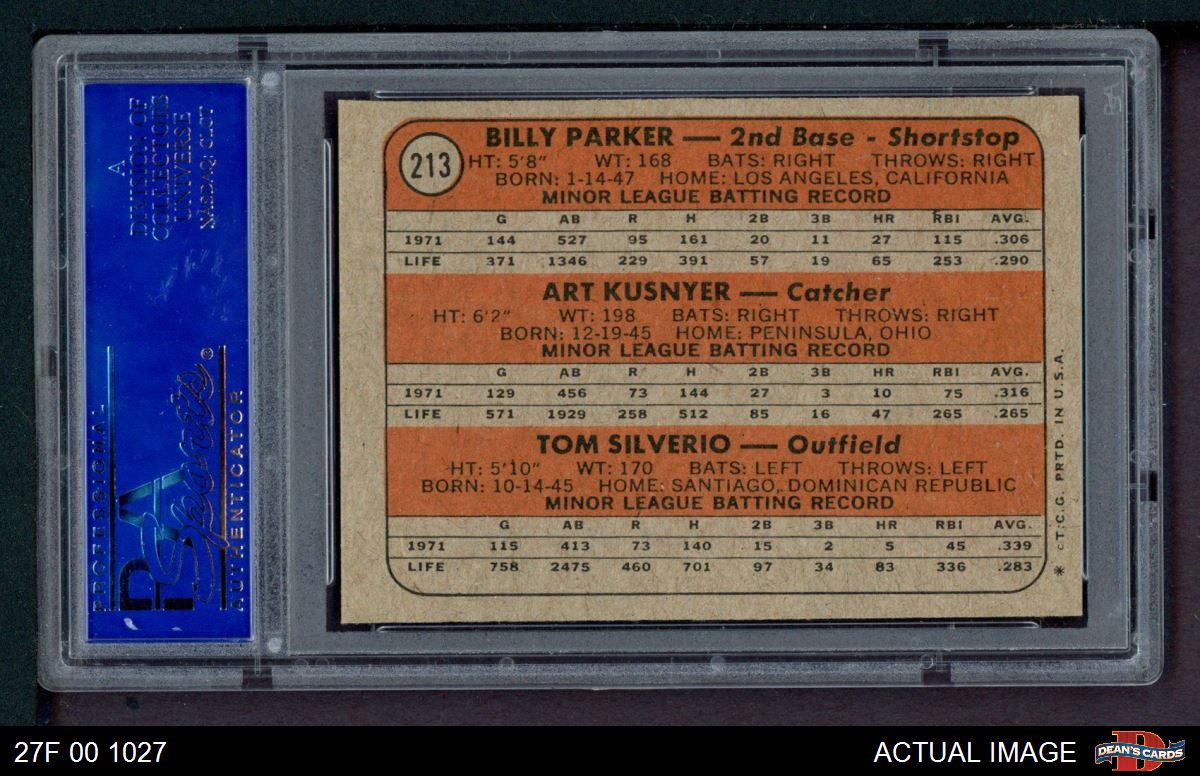 A
DIVISION OF
COLLECTORS
UNIVERSE
NASDAQ: CLCT
PROFESSIONAL
PSA
Sports®
AUTHENTICATOR
213
BILLY PARKER — 2nd Base - Shortstop
HT: 5'8" WT: 168 BATS: RIGHT THROWS: RIGHT
BORN: 1-14-47 HOME: LOS ANGELES, CALIFORNIA
MINOR LEAGUE BATTING RECORD
G AB R H 2B 3B HR RBI AVG.
1971 144 527 95 161 20 11 27 115 .306
LIFE 371 1346 229 391 57 19 65 253 .290
ART KUSNYER — Catcher
HT: 6'2" WT: 198 BATS: RIGHT THROWS: RIGHT
BORN: 12-19-45 HOME: PENINSULA, OHIO
MINOR LEAGUE BATTING RECORD
G AB R H 2B 3B HR RBI AVG.
1971 129 456 73 144 27 3 10 75 .316
LIFE 571 1929 258 512 85 16 47 265 .265
TOM SILVERIO — Outfield
HT: 5'10" WT: 170 BATS: LEFT THROWS: LEFT
BORN: 10-14-45 HOME: SANTIAGO, DOMINICAN REPUBLIC
MINOR LEAGUE BATTING RECORD
G AB R H 2B 3B HR RBI AVG.
1971 115 413 73 140 15 2 5 45 .339
LIFE 758 2475 460 701 97 34 83 336 .283
* ©T.C.G. PRTD. IN U.S.A.
27F 00 1027
ACTUAL IMAGE
DEAN'S CARDS